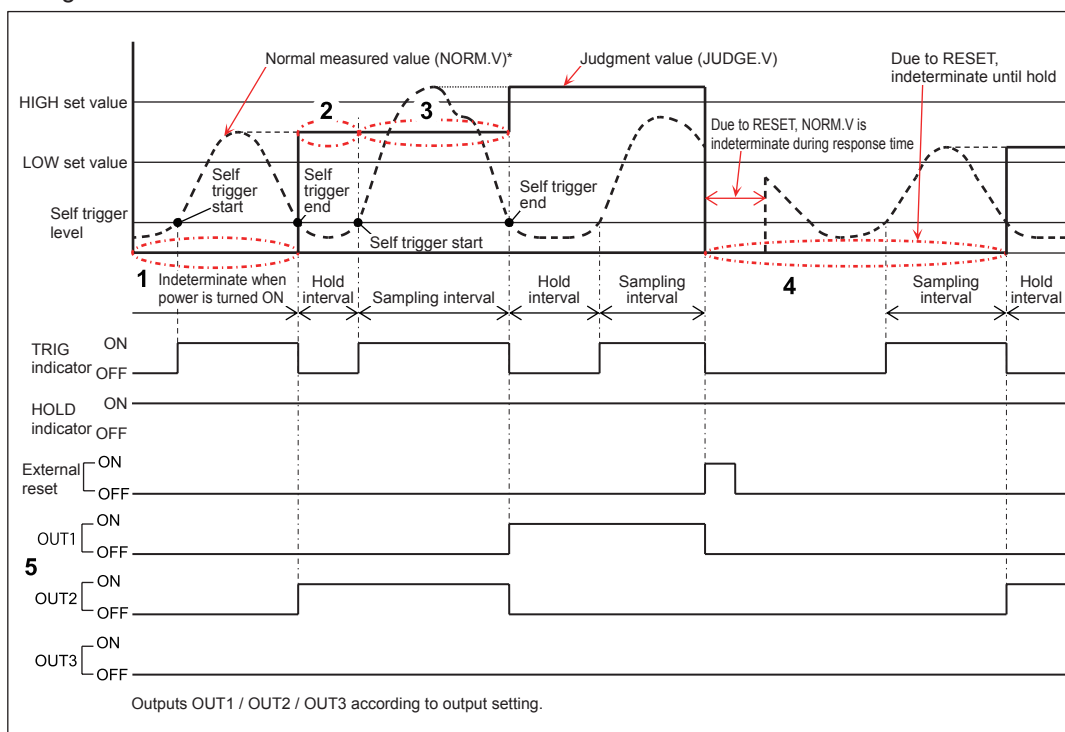 Normal measured value (NORM.V)*
Judgment value (JUDGE.V)
Due to RESET,
indeterminate until hold
HIGH set value
2
3
Due to RESET, NORM.V is
indeterminate during response time
LOW set value
Self
trigger
start
Self
trigger
end
Self trigger
end
Self trigger
level
Self trigger start
1
Indeterminate when
power is turned ON
Hold
interval
Sampling interval
Hold
interval
Sampling
interval
4
Sampling
interval
Hold
interval
TRIG
indicator
ON
OFF
HOLD
indicator
ON
OFF
External
reset
ON
OFF
OUT1
ON
OFF
5
OUT2
ON
OFF
OUT3
ON
OFF
Outputs OUT1 / OUT2 / OUT3 according to output setting.